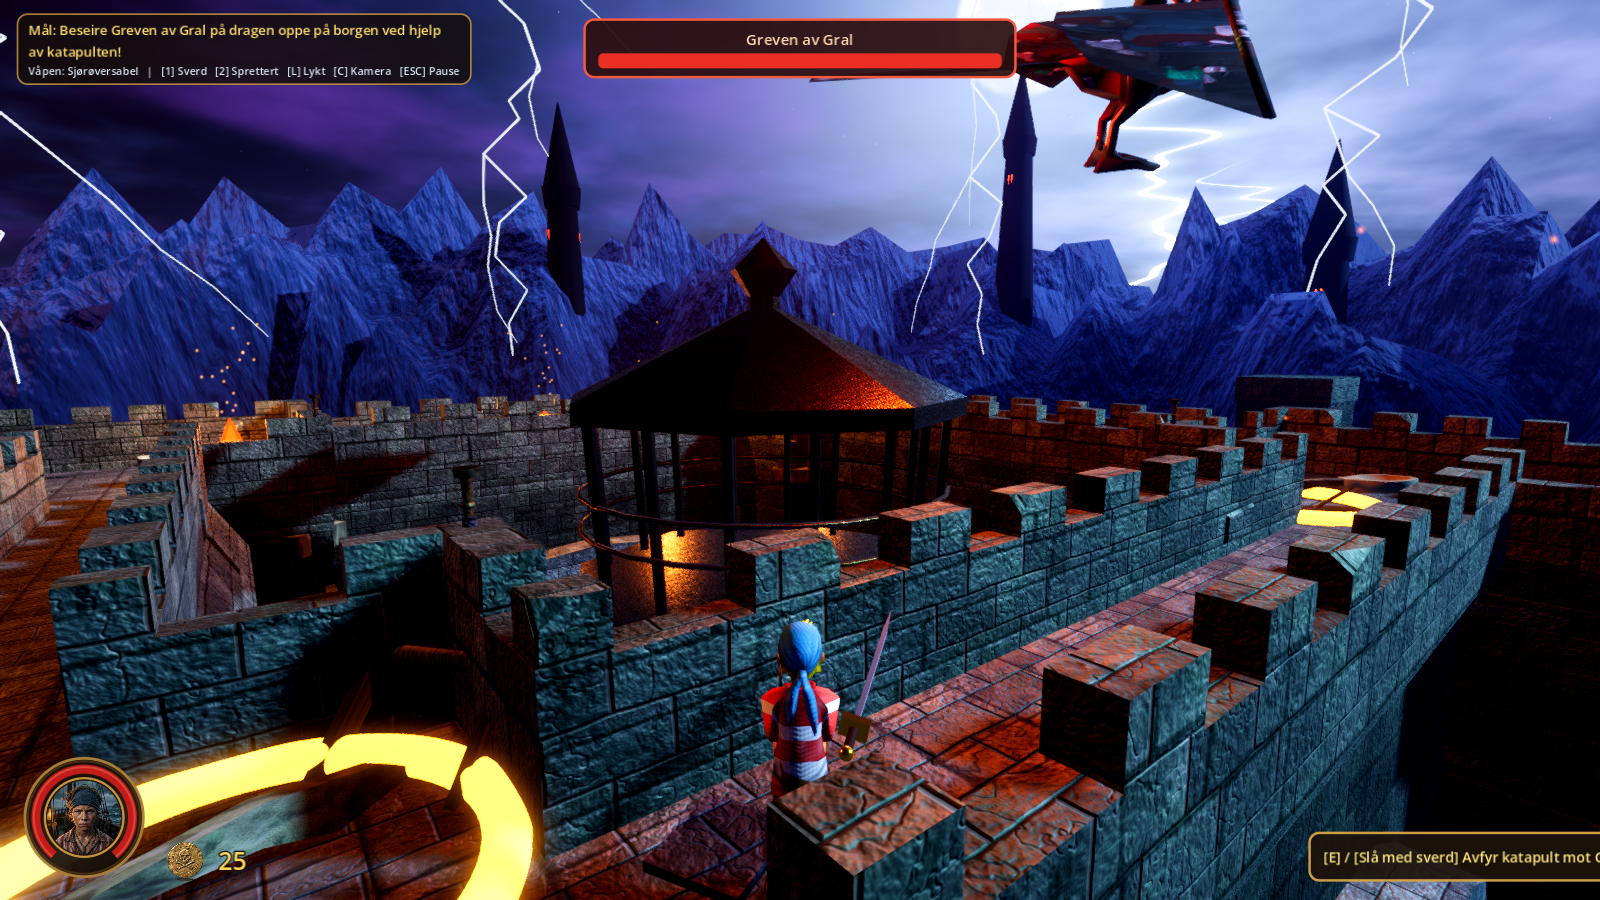 Mål: Beseire Greven av Gral på dragen oppe på borgen ved hjelp
av katapulten!
Våpen: Sjørøversabel | [1] Sverd [2] Sprettert [L] Lykt [C] Kamera [ESC] Pause
Greven av Gral
25
[E] / [Slå med sverd] Avfyr katapult mot